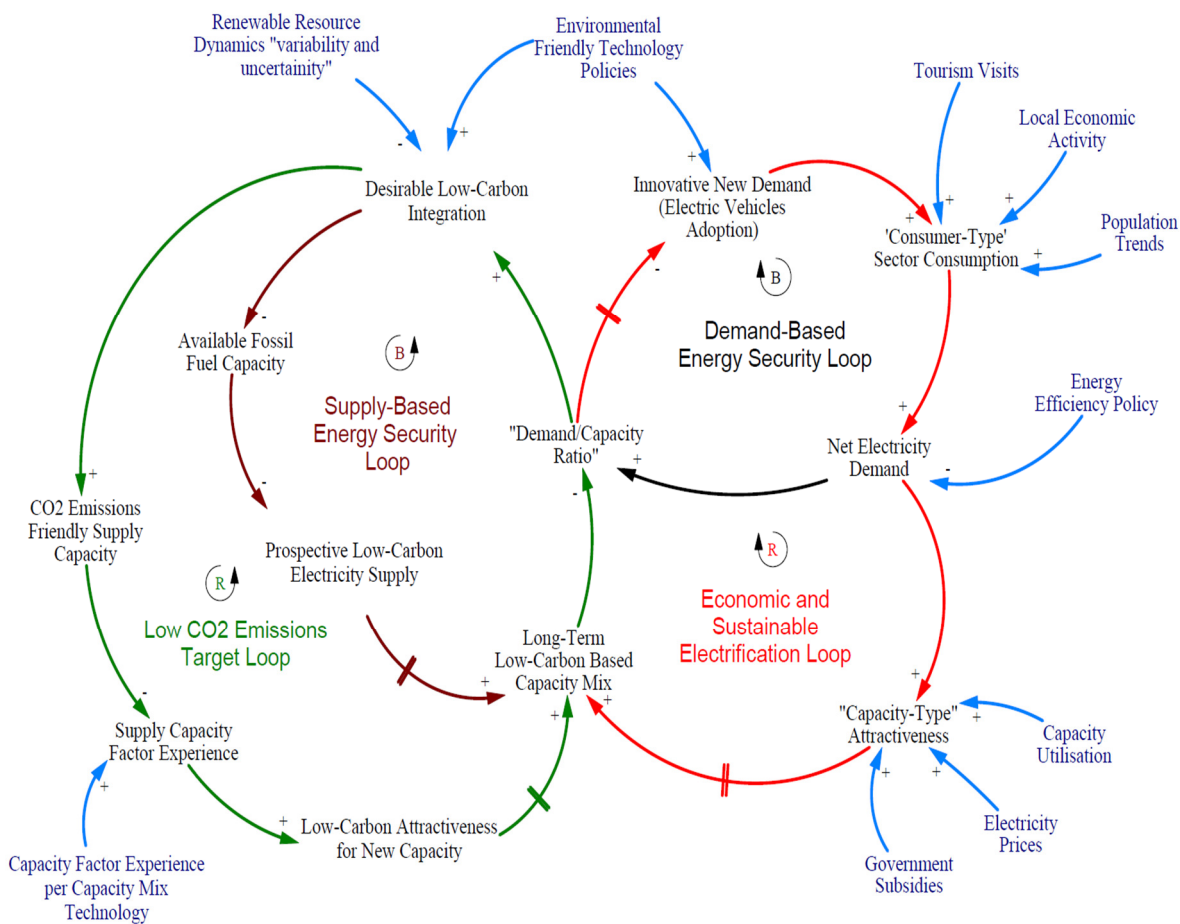 Renewable Resource
Dynamics "variability and
uncertainity"
Environmental
Friendly Technology
Policies
Tourism Visits
Local Economic
Activity
Population
Trends
-
+
+
+
+
+
+
Desirable Low-Carbon
Integration
Innovative New Demand
(Electric Vehicles
Adoption)
'Consumer-Type'
Sector Consumption
-
+
B
Demand-Based
Energy Security Loop
-
Available Fossil
Fuel Capacity
B
Supply-Based
Energy Security
Loop
Energy
Efficiency Policy
+
"Demand/Capacity
Ratio"
+
Net Electricity
Demand
-
+
CO2 Emissions
Friendly Supply
Capacity
-
-
Prospective Low-Carbon
Electricity Supply
R
R
Low CO2 Emissions
Target Loop
Economic and
Sustainable
Electrification Loop
Long-Term
Low-Carbon Based
Capacity Mix
+
+
+
+
-
Supply Capacity
Factor Experience
"Capacity-Type"
Attractiveness
+
+
+
Capacity
Utilisation
+
+
Low-Carbon Attractiveness
for New Capacity
Electricity
Prices
Government
Subsidies
Capacity Factor Experience
per Capacity Mix
Technology